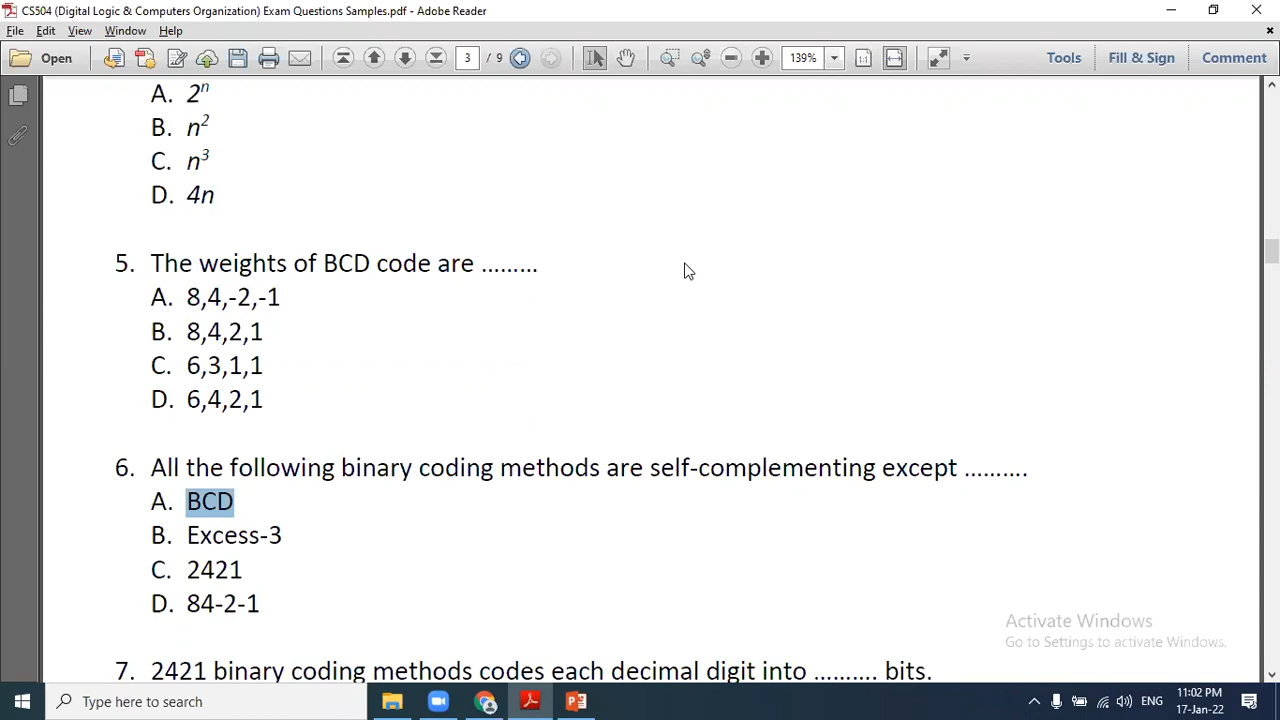 CS504 (Digital Logic & Computers Organization) Exam Questions Samples.pdf - Adobe Reader
File Edit View Window Help
Open 3 / 9 139% Tools Fill & Sign Comment
A. 2ⁿ
B. n²
C. n³
D. 4n
5. The weights of BCD code are .........
A. 8,4,-2,-1
B. 8,4,2,1
C. 6,3,1,1
D. 6,4,2,1
6. All the following binary coding methods are self-complementing except ..........
A. BCD
B. Excess-3
C. 2421
D. 84-2-1
Activate Windows
Go to Settings to activate Windows.
7. 2421 binary coding methods codes each decimal digit into .......... bits.
Type here to search
ENG
11:02 PM
17-Jan-22